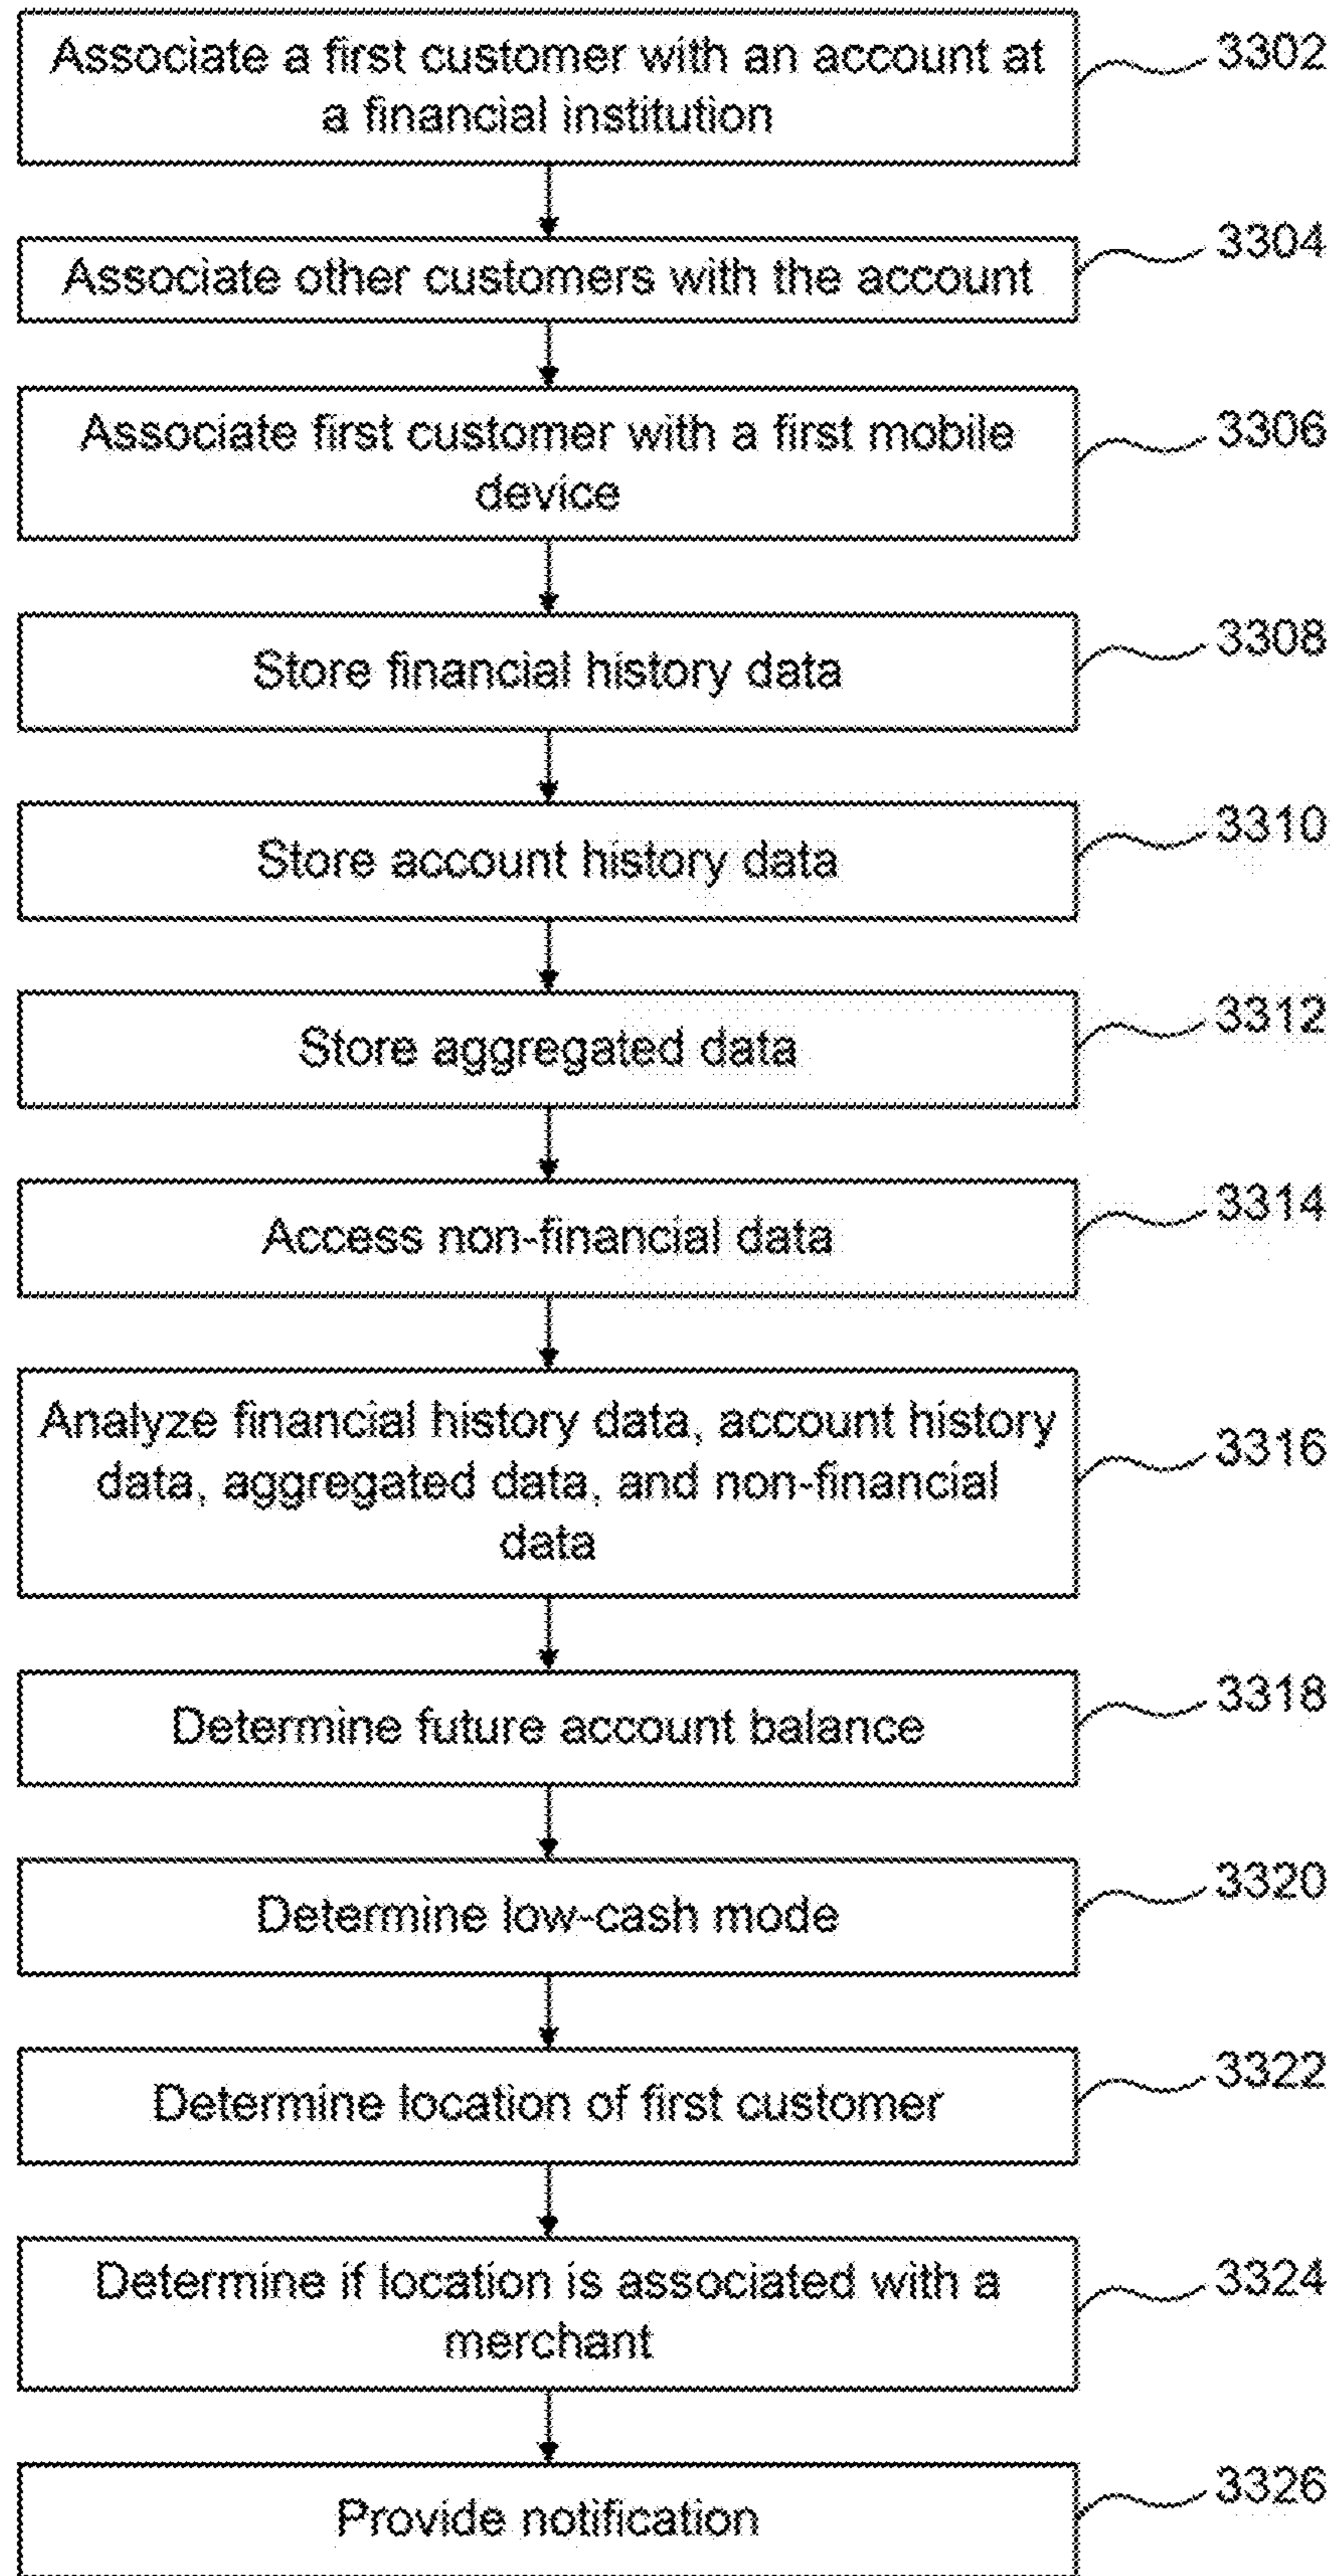 Associate a first customer with an account at
a financial institution
3302
Associate other customers with the account
3304
Associate first customer with a first mobile
device
3306
Store financial history data
3308
Store account history data
3310
Store aggregated data
3312
Access non-financial data
3314
Analyze financial history data, account history
data, aggregated data, and non-financial
data
3316
Determine future account balance
3318
Determine low-cash mode
3320
Determine location of first customer
3322
Determine if location is associated with a
merchant
3324
Provide notification
3326